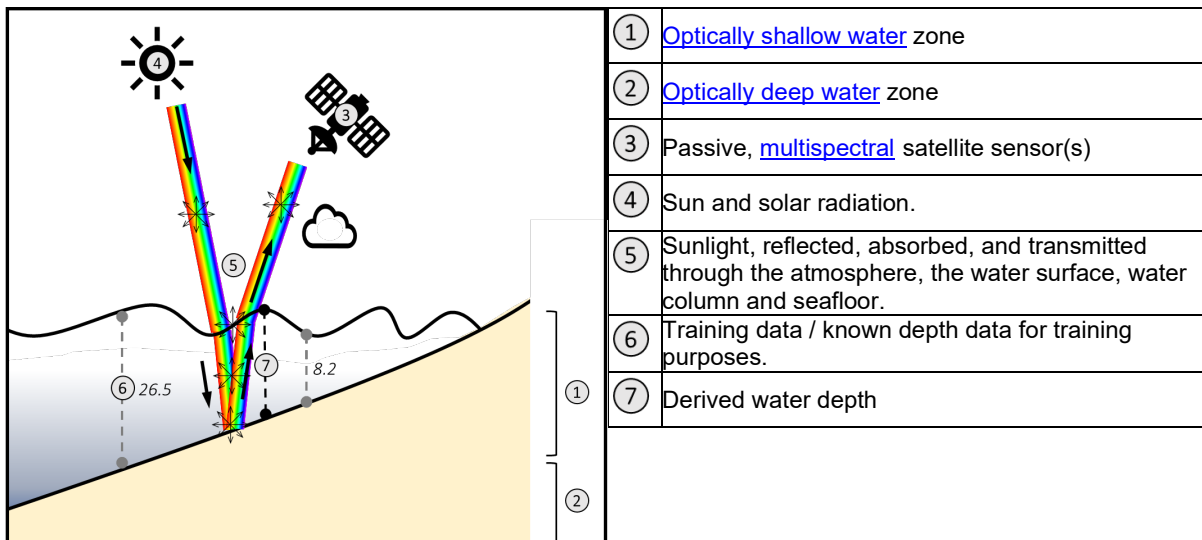 4
3
5
7
6 26.5
8.2
1
2
1 Optically shallow water zone
2 Optically deep water zone
3 Passive, multispectral satellite sensor(s)
4 Sun and solar radiation.
5 Sunlight, reflected, absorbed, and transmitted
through the atmosphere, the water surface, water
column and seafloor.
6 Training data / known depth data for training
purposes.
7 Derived water depth